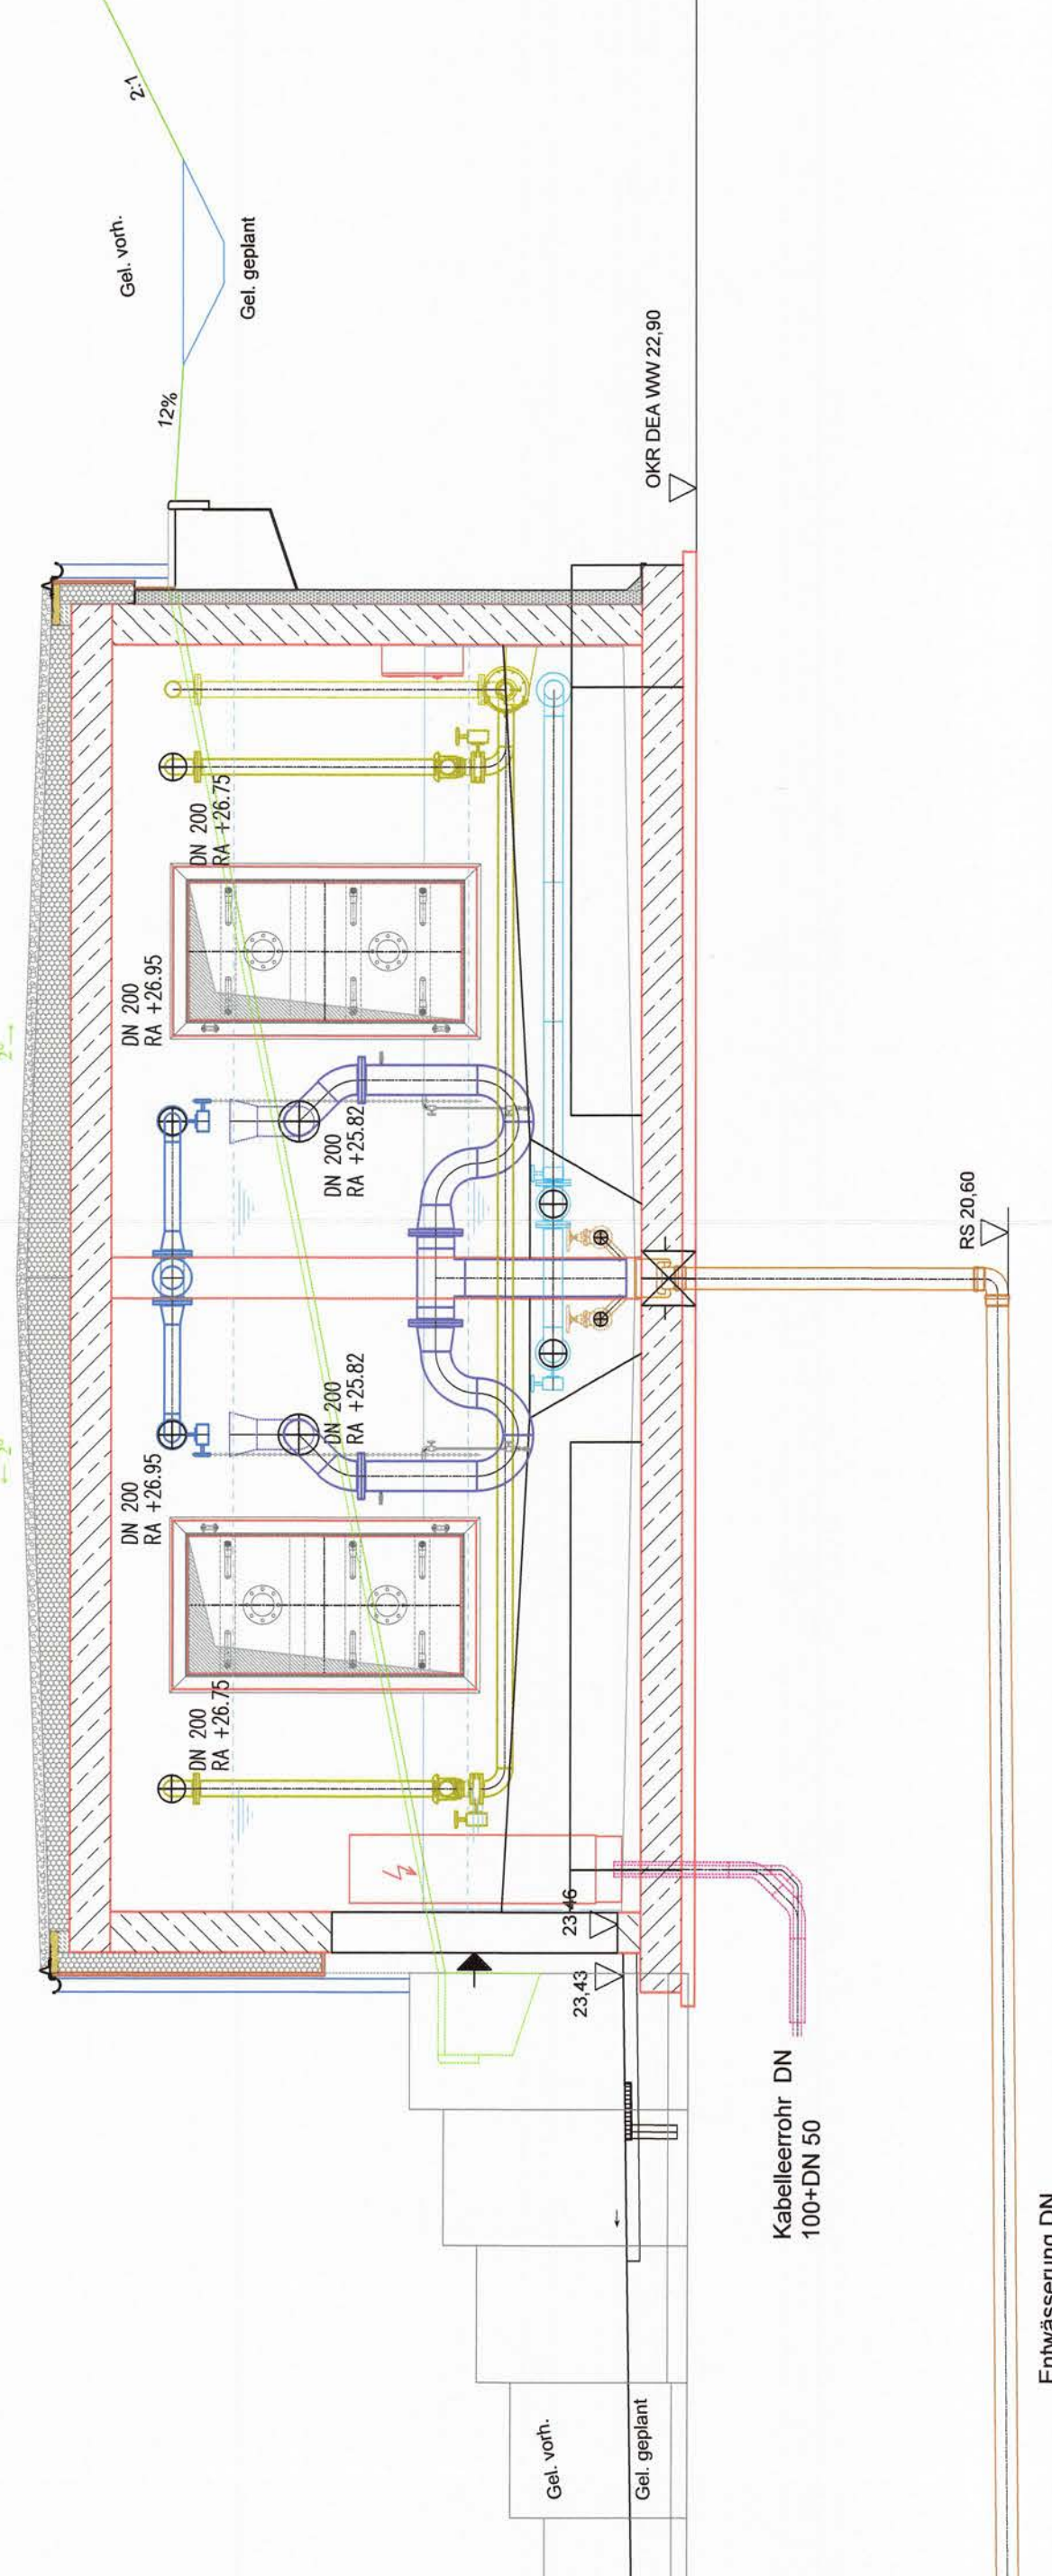 2:1
Gel. vorh.
Gel. geplant
12%
OKR DEA WW 22,90
DN 200
RA +26.75
DN 200
RA +26.95
2°
DN 200
RA +25.82
RS 20,60
DN 200
RA +25.82
2°
DN 200
RA +26.95
DN 200
RA +26.75
23,46
23,43
Kabelleerrohr DN
100+DN 50
Gel. vorh.
Gel. geplant
Entwässerung DN